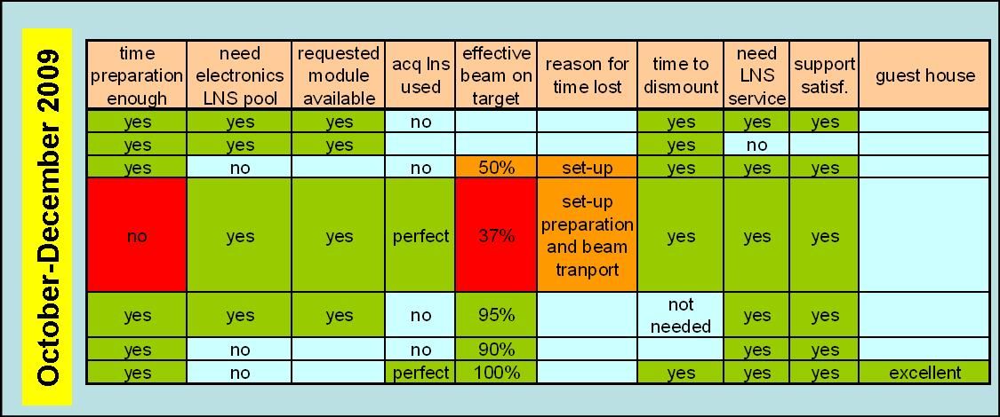 October-December 2009
time preparation enough | need electronics LNS pool | requested module available | acq lns used | effective beam on target | reason for time lost | time to dismount | need LNS service | support satisf. | guest house
yes | yes | yes | no | | | yes | yes | yes |
yes | yes | yes | | | | yes | no | |
yes | no | | no | 50% | set-up | yes | yes | yes |
no | yes | yes | perfect | 37% | set-up preparation and beam tranport | yes | yes | yes |
yes | yes | yes | no | 95% | | not needed | yes | yes |
yes | no | | no | 90% | | | yes | yes |
yes | no | | perfect | 100% | | yes | yes | yes | excellent